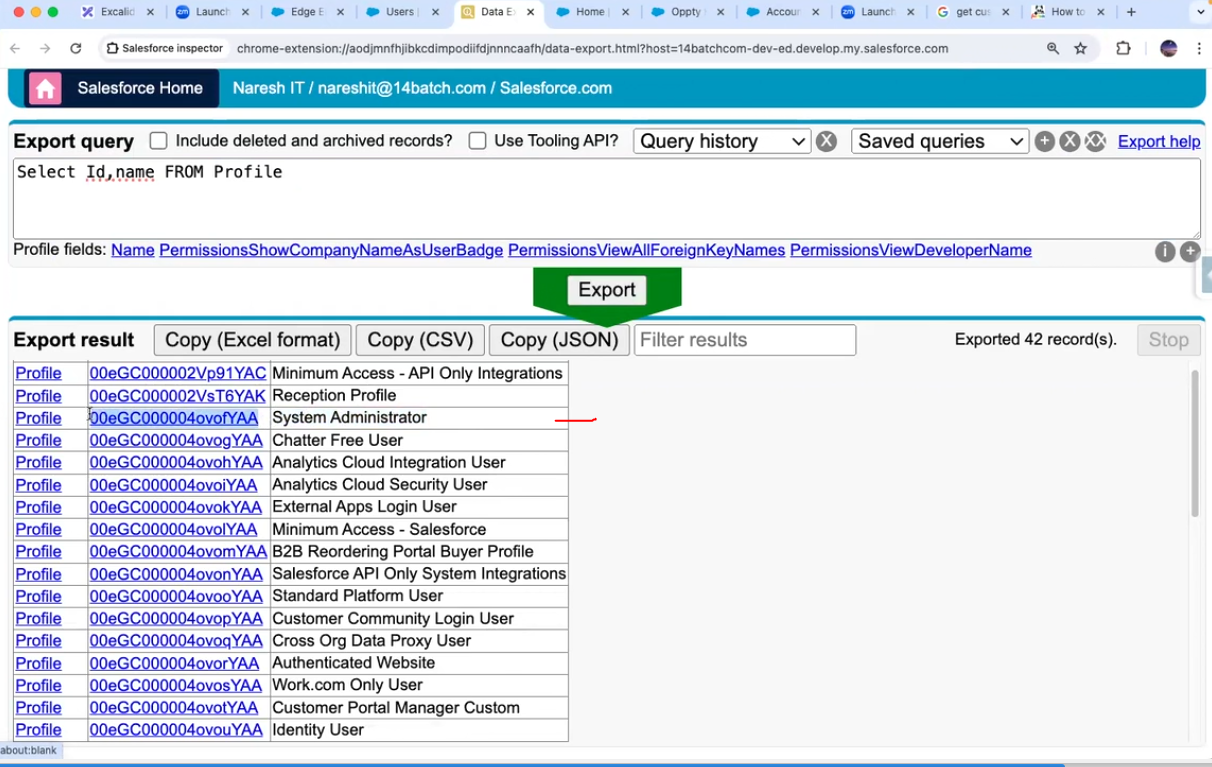 Excalid
Launch
Edge E
Users |
Data Ex
Home |
Oppty
Accoun
Launch
get cus
How to
Salesforce inspector chrome-extension://aodjmnfhjibkcdimpodiifdjnnncaafh/data-export.html?host=14batchcom-dev-ed.develop.my.salesforce.com
Salesforce Home Naresh IT / nareshit@14batch.com / Salesforce.com
Export query Include deleted and archived records? Use Tooling API? Query history X Saved queries + X XX Export help
Select Id,name FROM Profile
Profile fields: Name PermissionsShowCompanyNameAsUserBadge PermissionsViewAllForeignKeyNames PermissionsViewDeveloperName i +
Export
Export result Copy (Excel format) Copy (CSV) Copy (JSON) Filter results Exported 42 record(s). Stop
Profile 00eGC000002Vp91YAC Minimum Access - API Only Integrations
Profile 00eGC000002VsT6YAK Reception Profile
Profile 00eGC000004ovofYAA System Administrator
Profile 00eGC000004ovogYAA Chatter Free User
Profile 00eGC000004ovohYAA Analytics Cloud Integration User
Profile 00eGC000004ovoiYAA Analytics Cloud Security User
Profile 00eGC000004ovokYAA External Apps Login User
Profile 00eGC000004ovolYAA Minimum Access - Salesforce
Profile 00eGC000004ovomYAA B2B Reordering Portal Buyer Profile
Profile 00eGC000004ovonYAA Salesforce API Only System Integrations
Profile 00eGC000004ovooYAA Standard Platform User
Profile 00eGC000004ovopYAA Customer Community Login User
Profile 00eGC000004ovoqYAA Cross Org Data Proxy User
Profile 00eGC000004ovorYAA Authenticated Website
Profile 00eGC000004ovosYAA Work.com Only User
Profile 00eGC000004ovotYAA Customer Portal Manager Custom
Profile 00eGC000004ovouYAA Identity User
about:blank